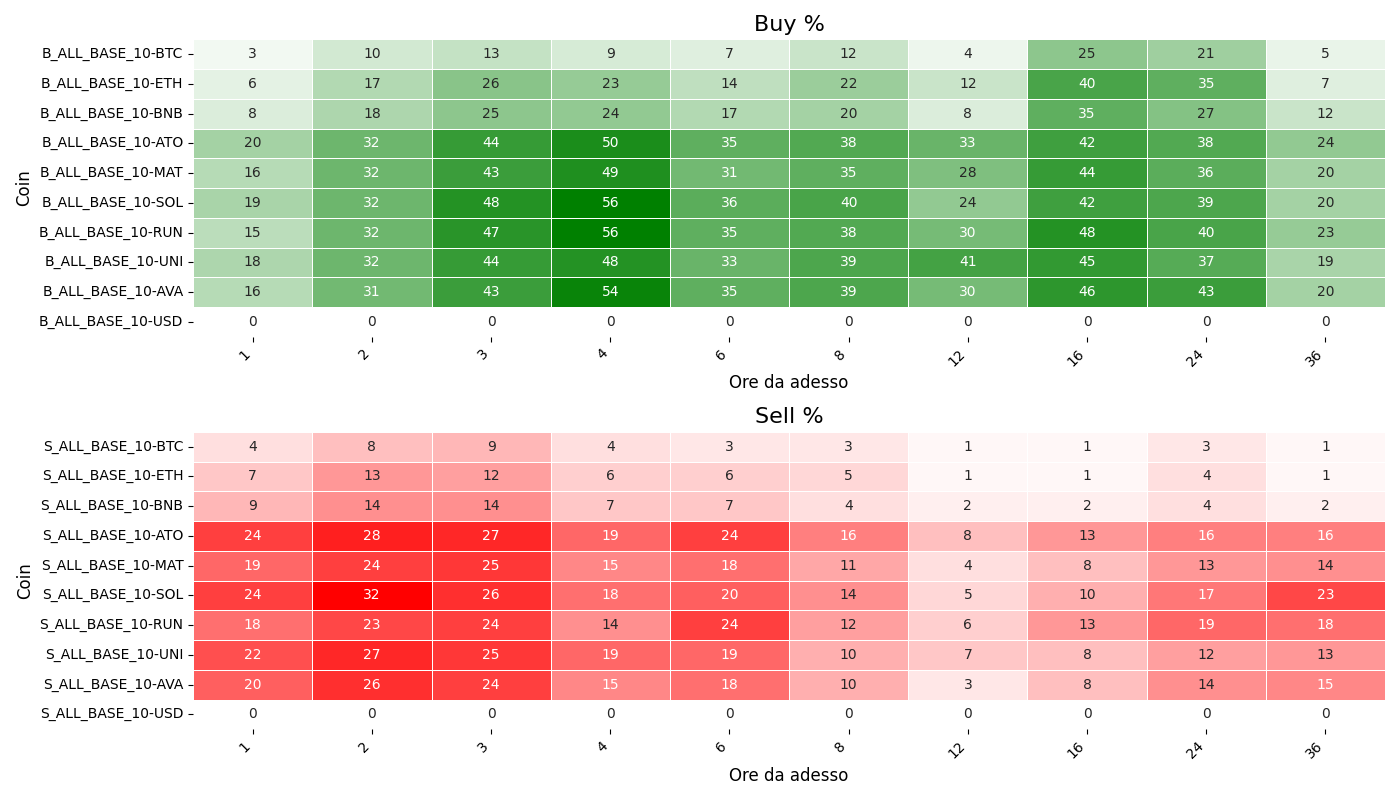 Buy %
Coin
B_ALL_BASE_10-BTC 3 10 13 9 7 12 4 25 21 5
B_ALL_BASE_10-ETH 6 17 26 23 14 22 12 40 35 7
B_ALL_BASE_10-BNB 8 18 25 24 17 20 8 35 27 12
B_ALL_BASE_10-ATO 20 32 44 50 35 38 33 42 38 24
B_ALL_BASE_10-MAT 16 32 43 49 31 35 28 44 36 20
B_ALL_BASE_10-SOL 19 32 48 56 36 40 24 42 39 20
B_ALL_BASE_10-RUN 15 32 47 56 35 38 30 48 40 23
B_ALL_BASE_10-UNI 18 32 44 48 33 39 41 45 37 19
B_ALL_BASE_10-AVA 16 31 43 54 35 39 30 46 43 20
B_ALL_BASE_10-USD 0 0 0 0 0 0 0 0 0 0
1 2 3 4 6 8 12 16 24 36
Ore da adesso
Sell %
Coin
S_ALL_BASE_10-BTC 4 8 9 4 3 3 1 1 3 1
S_ALL_BASE_10-ETH 7 13 12 6 6 5 1 1 4 1
S_ALL_BASE_10-BNB 9 14 14 7 7 4 2 2 4 2
S_ALL_BASE_10-ATO 24 28 27 19 24 16 8 13 16 16
S_ALL_BASE_10-MAT 19 24 25 15 18 11 4 8 13 14
S_ALL_BASE_10-SOL 24 32 26 18 20 14 5 10 17 23
S_ALL_BASE_10-RUN 18 23 24 14 24 12 6 13 19 18
S_ALL_BASE_10-UNI 22 27 25 19 19 10 7 8 12 13
S_ALL_BASE_10-AVA 20 26 24 15 18 10 3 8 14 15
S_ALL_BASE_10-USD 0 0 0 0 0 0 0 0 0 0
1 2 3 4 6 8 12 16 24 36
Ore da adesso